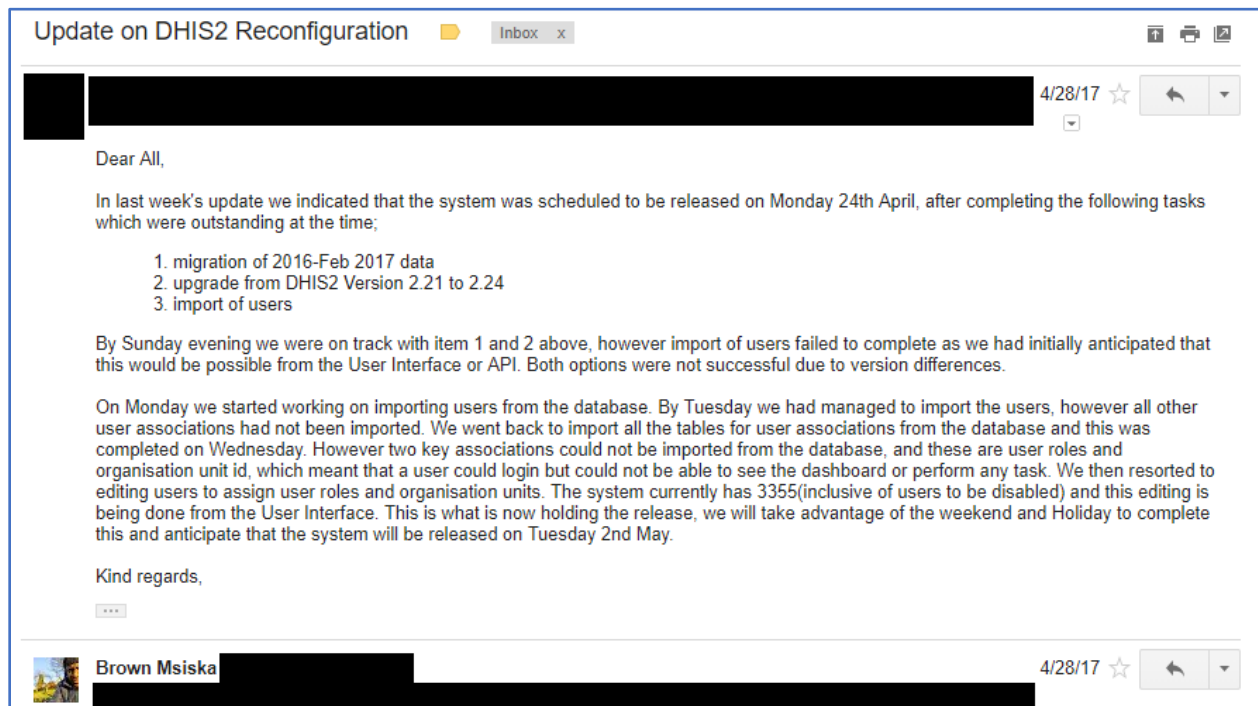 Update on DHIS2 Reconfiguration
Inbox x
4/28/17
Dear All,
In last week's update we indicated that the system was scheduled to be released on Monday 24th April, after completing the following tasks
which were outstanding at the time;
1. migration of 2016-Feb 2017 data
2. upgrade from DHIS2 Version 2.21 to 2.24
3. import of users
By Sunday evening we were on track with item 1 and 2 above, however import of users failed to complete as we had initially anticipated that
this would be possible from the User Interface or API. Both options were not successful due to version differences.
On Monday we started working on importing users from the database. By Tuesday we had managed to import the users, however all other
user associations had not been imported. We went back to import all the tables for user associations from the database and this was
completed on Wednesday. However two key associations could not be imported from the database, and these are user roles and
organisation unit id, which meant that a user could login but could not be able to see the dashboard or perform any task. We then resorted to
editing users to assign user roles and organisation units. The system currently has 3355(inclusive of users to be disabled) and this editing is
being done from the User Interface. This is what is now holding the release, we will take advantage of the weekend and Holiday to complete
this and anticipate that the system will be released on Tuesday 2nd May.
Kind regards,
Brown Msiska
4/28/17